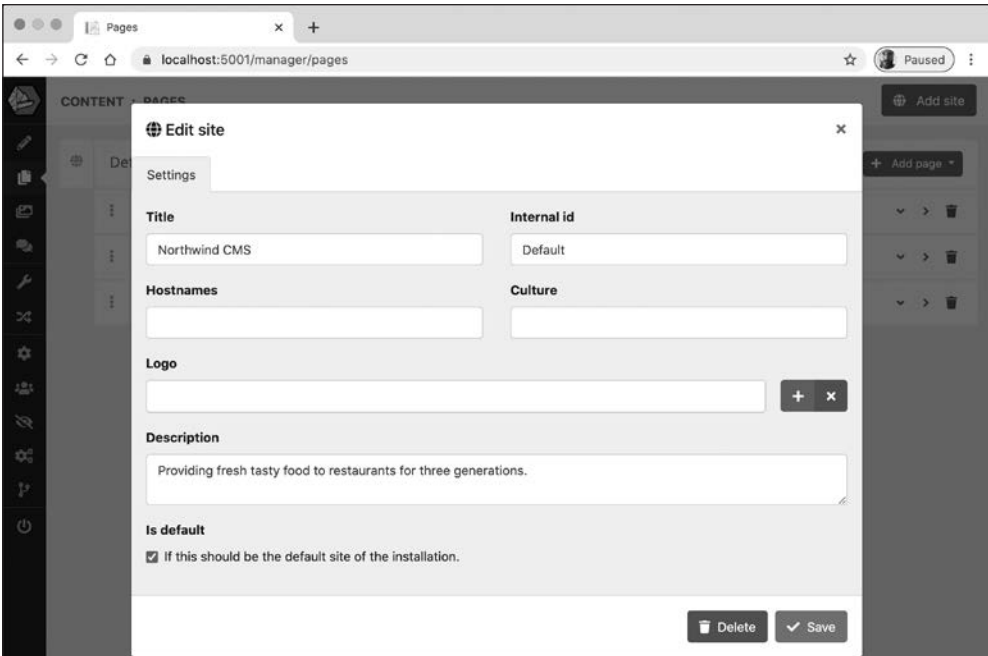 Pages
localhost:5001/manager/pages
Paused
CONTENT PAGES
Add site
Edit site
Add page
Settings
Title
Internal id
Northwind CMS
Default
Hostnames
Culture
Logo
Description
Providing fresh tasty food to restaurants for three generations.
Is default
If this should be the default site of the installation.
Delete
Save